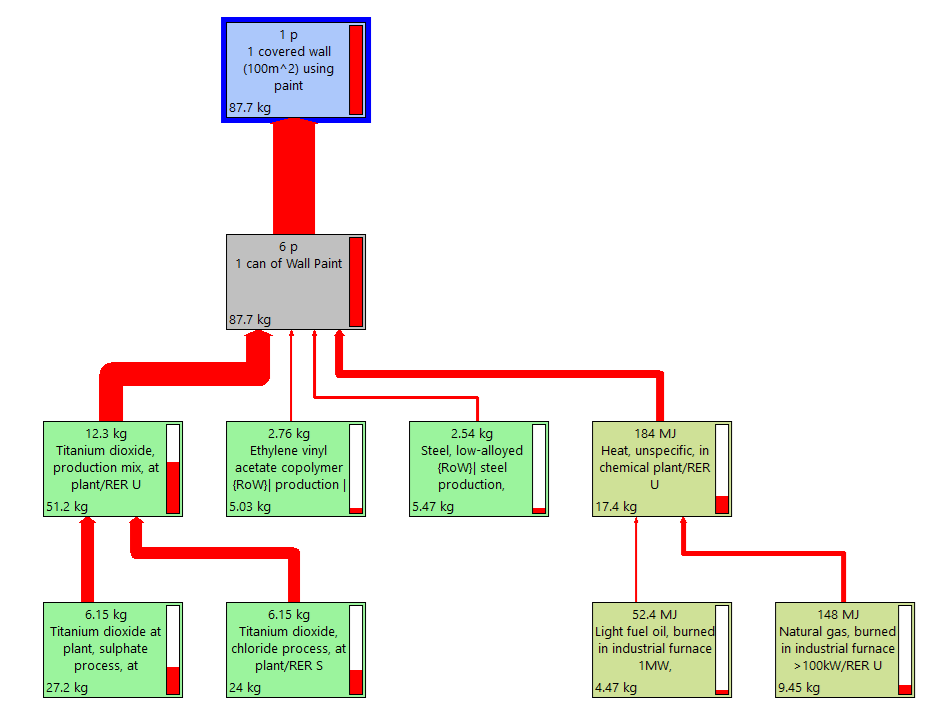 1 p
1 covered wall
(100m^2) using
paint
87.7 kg
6 p
1 can of Wall Paint
87.7 kg
12.3 kg
Titanium dioxide,
production mix, at
plant/RER U
51.2 kg
2.76 kg
Ethylene vinyl
acetate copolymer
{RoW}| production |
5.03 kg
2.54 kg
Steel, low-alloyed
{RoW}| steel
production,
5.47 kg
184 MJ
Heat, unspecific, in
chemical plant/RER
U
17.4 kg
6.15 kg
Titanium dioxide at
plant, sulphate
process, at
27.2 kg
6.15 kg
Titanium dioxide,
chloride process, at
plant/RER S
24 kg
52.4 MJ
Light fuel oil, burned
in industrial furnace
1MW,
4.47 kg
148 MJ
Natural gas, burned
in industrial furnace
>100kW/RER U
9.45 kg